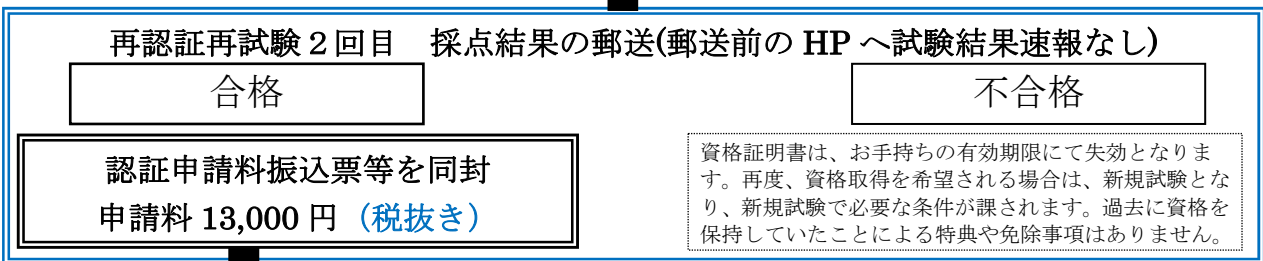 再認証再試験２回目　採点結果の郵送(郵送前の HP へ試験結果速報なし)
合格
不合格
認証申請料振込票等を同封
申請料 13,000 円（税抜き）
資格証明書は、お手持ちの有効期限にて失効となりま
す。再度、資格取得を希望される場合は、新規試験とな
り、新規試験で必要な条件が課されます。過去に資格を
保持していたことによる特典や免除事項はありません。